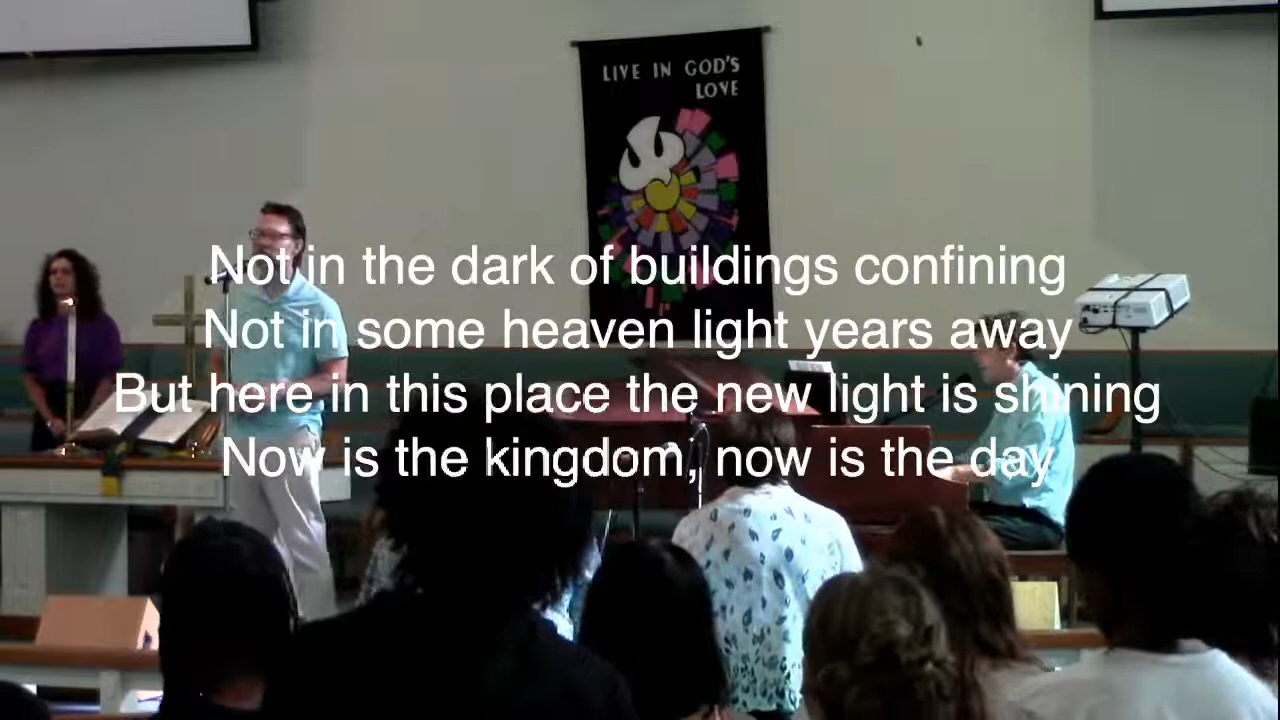 LIVE IN GOD'S
LOVE
Not in the dark of buildings confining
Not in some heaven light years away
But here in this place the new light is shining
Now is the kingdom, now is the day